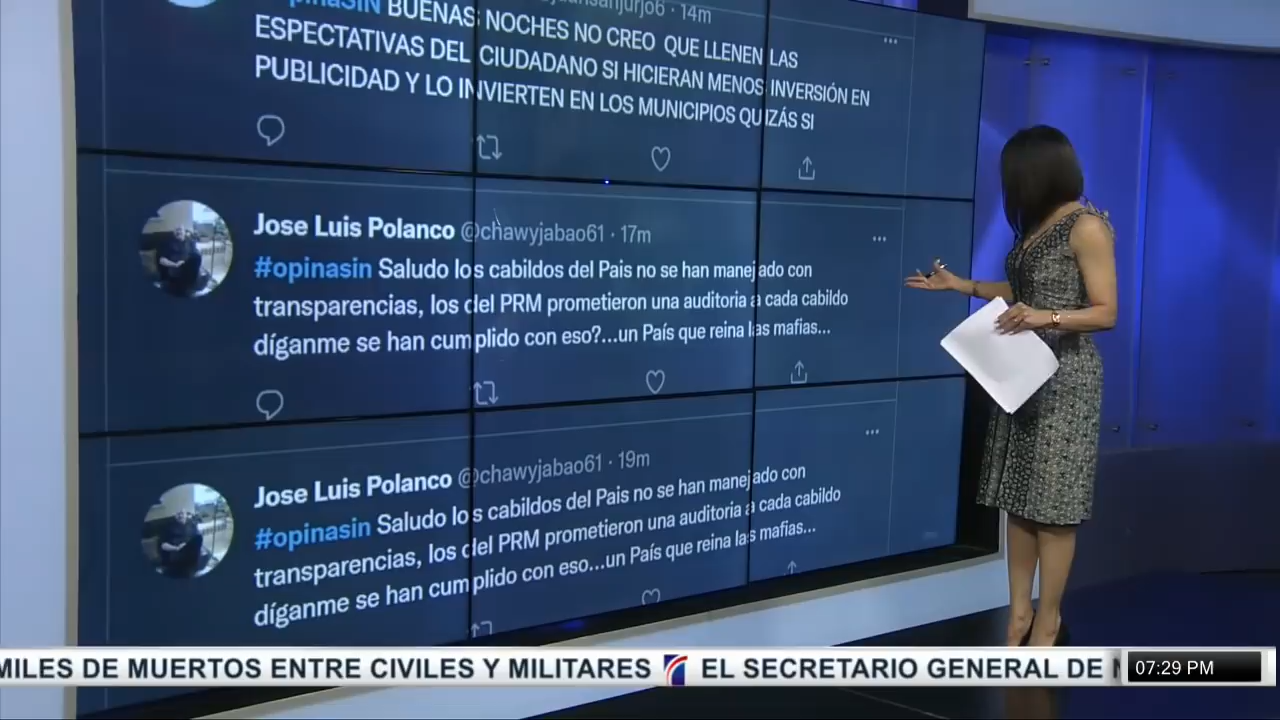 #opinaSIN BUENAS NOCHES NO CREO QUE LLENEN LAS
· 14m
ESPECTATIVAS DEL CIUDADANO SI HICIERAN MENOS INVERSIÓN EN
PUBLICIDAD Y LO INVIERTEN EN LOS MUNICIPIOS QUIZÁS SI
Jose Luis Polanco @chawyjabao61 · 17m
#opinasin Saludo los cabildos del Pais no se han manejado con
transparencias, los del PRM prometieron una auditoria a cada cabildo
díganme se han cumplido con eso?...un País que reina las mafias...
Jose Luis Polanco @chawyjabao61 · 19m
#opinasin Saludo los cabildos del Pais no se han manejado con
transparencias, los del PRM prometieron una auditoria a cada cabildo
díganme se han cumplido con eso...un País que reina las mafias...
MILES DE MUERTOS ENTRE CIVILES Y MILITARES EL SECRETARIO GENERAL DE
07:29 PM